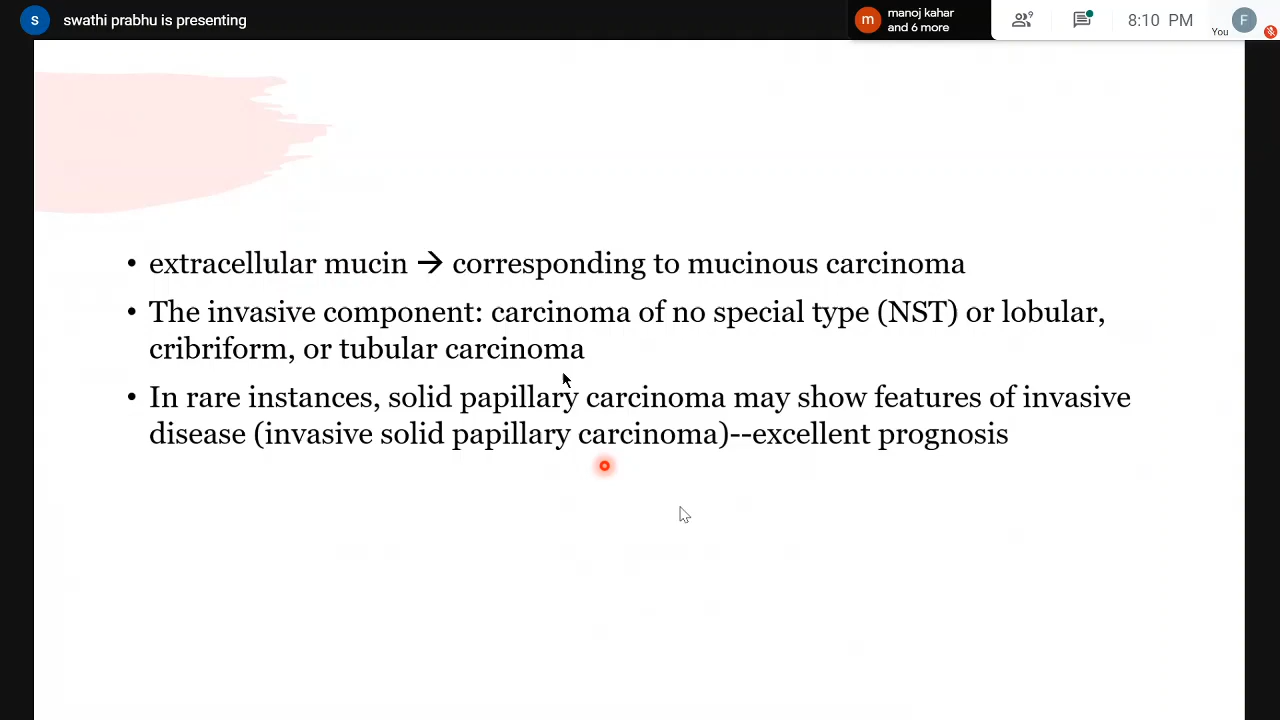 s swathi prabhu is presenting
m manoj kahar
and 6 more
9
8:10 PM
You
F
• extracellular mucin → corresponding to mucinous carcinoma
• The invasive component: carcinoma of no special type (NST) or lobular,
cribriform, or tubular carcinoma
• In rare instances, solid papillary carcinoma may show features of invasive
disease (invasive solid papillary carcinoma)--excellent prognosis